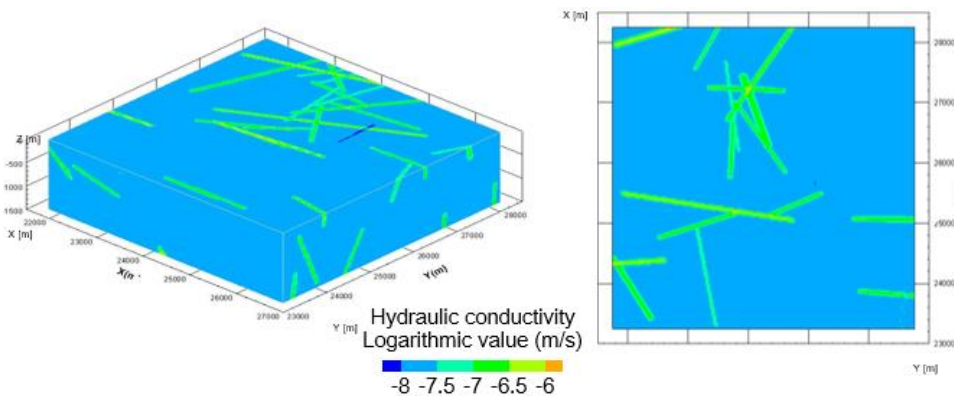 Z [m]
-500
1000
1500
X [m]
22000
23000
24000
25000
26000
27000
Y [m]
23000
24000
25000
26000
27000
28000
Y(m)
Hydraulic conductivity
Logarithmic value (m/s)
-8 -7.5 -7 -6.5 -6
X [m]
28000
27000
26000
25000
24000
23000
Y [m]